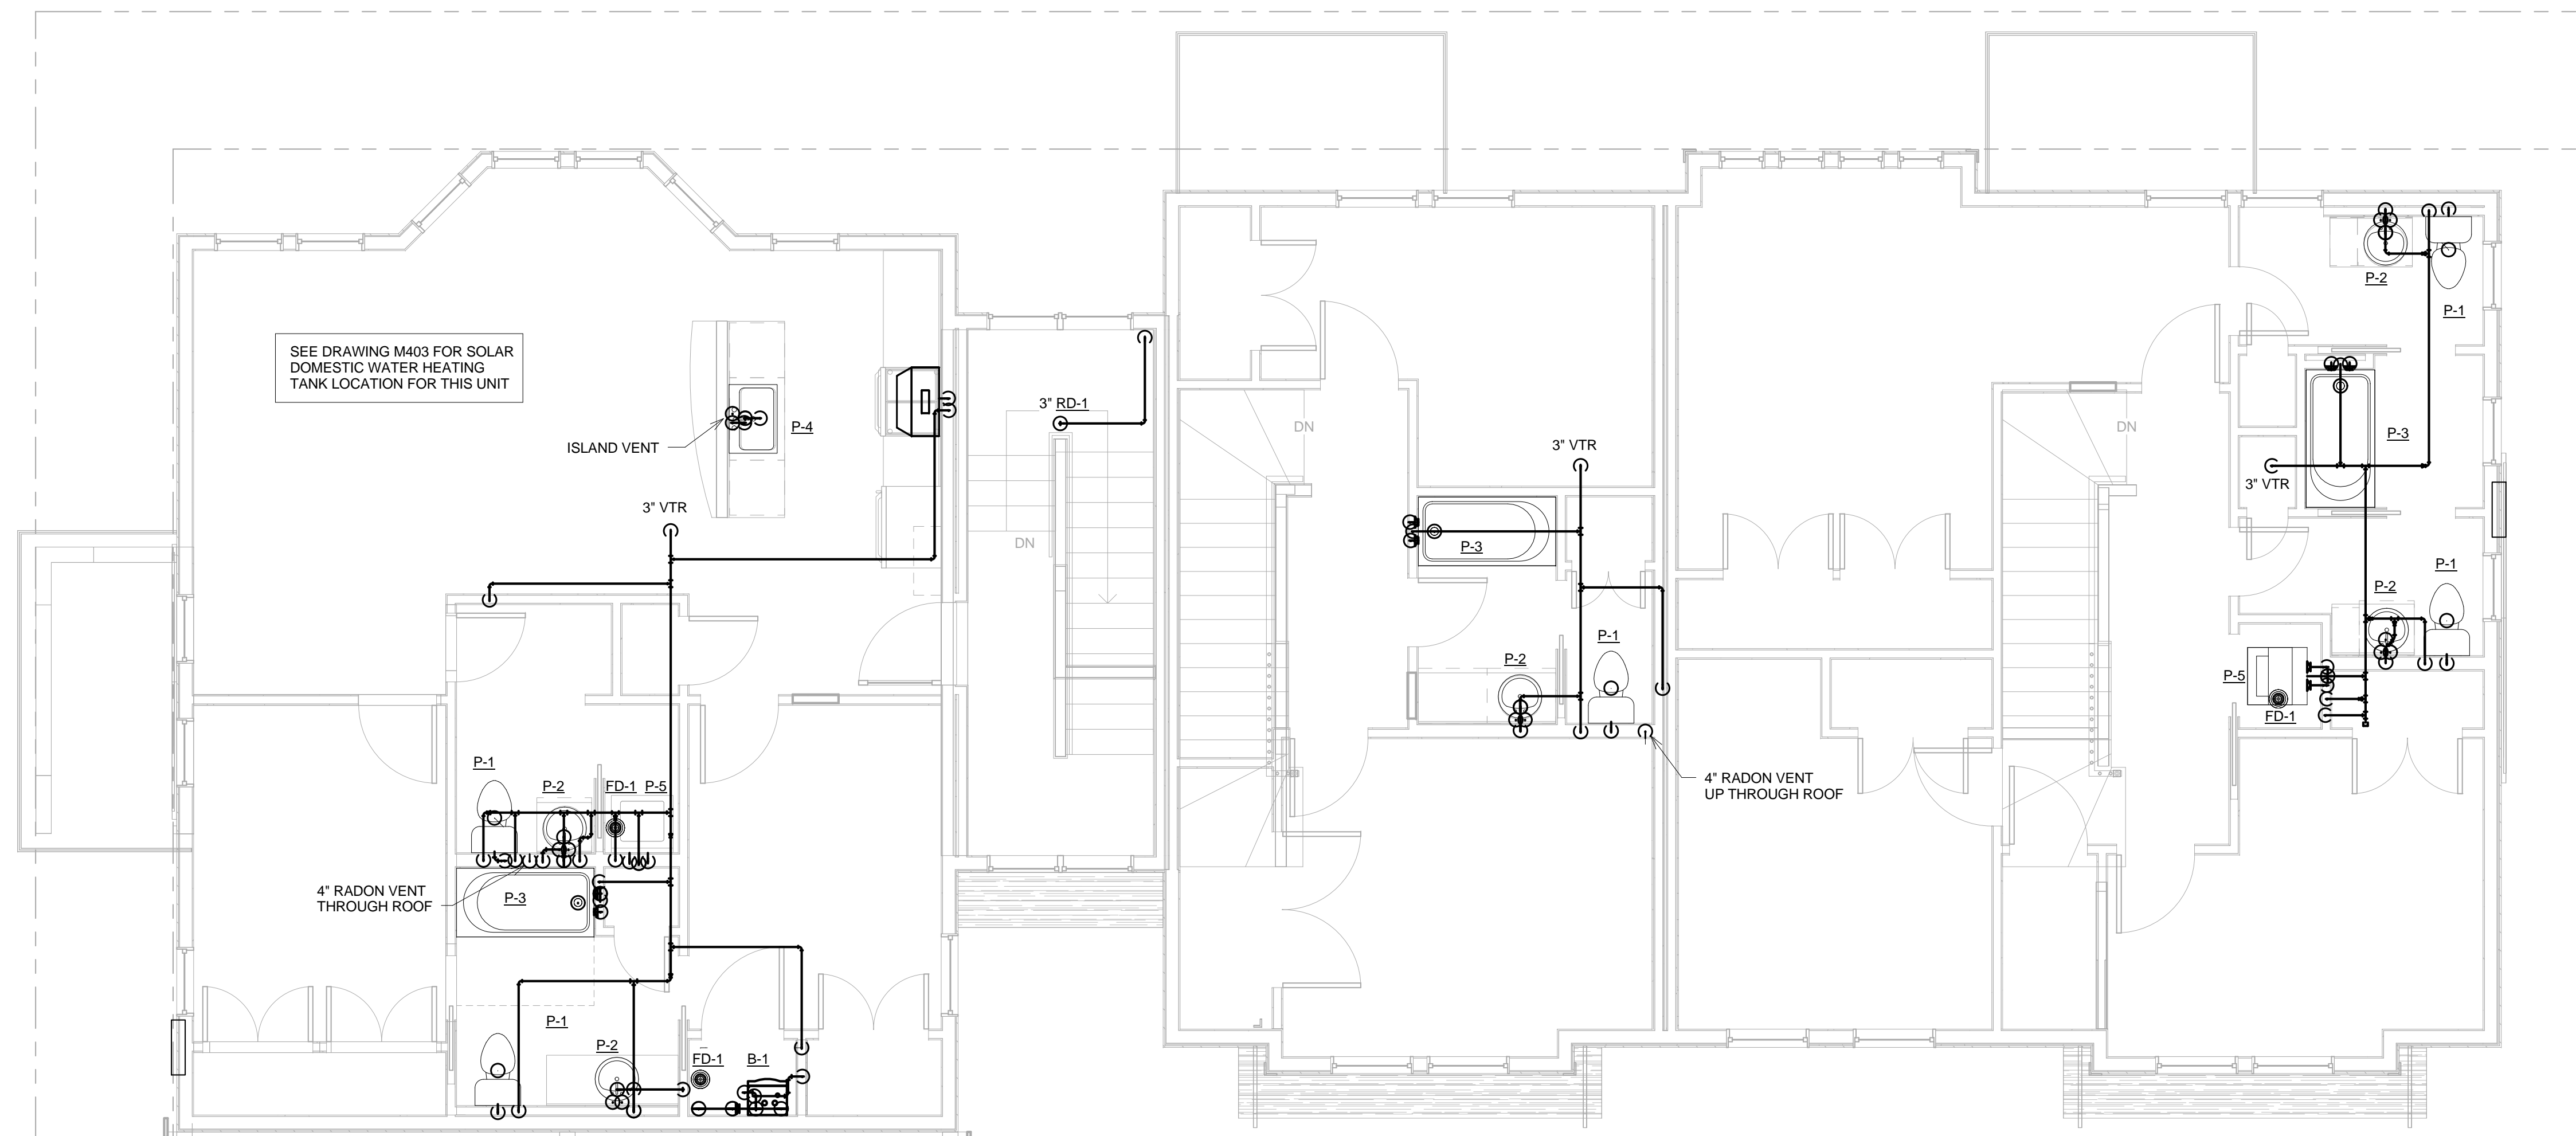 SEE DRAWING M403 FOR SOLAR
DOMESTIC WATER HEATING
TANK LOCATION FOR THIS UNIT
ISLAND VENT
P-4
3" RD-1
DN
3" VTR
P-1
P-2
FD-1
P-5
4" RADON VENT
THROUGH ROOF
P-3
P-1
P-2
FD-1
B-1
DN
3" VTR
P-3
P-1
P-2
4" RADON VENT
UP THROUGH ROOF
DN
P-2
P-1
P-3
3" VTR
P-1
P-2
P-5
FD-1